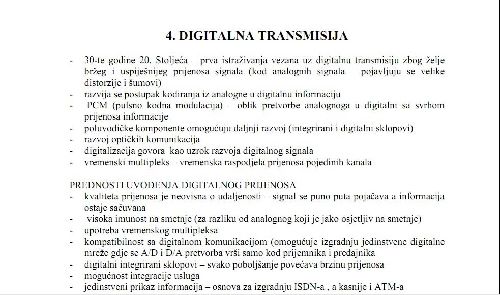 4. DIGITALNA TRANSMISIJA
- 30-te godine 20. Stoljeća – prva istraživanja vezana uz digitalnu transmisiju zbog želje
bržeg i uspiješnijeg prijenosa signala (kod analognih signala – pojavljuju se velike
distorzije i šumovi)
- razvija se postupak kodiranja iz analogne u digitalnu informaciju
- PCM (pulsno kodna modulacija) – oblik pretvorbe analognoga u digitalni sa svrhom
prijenosa informacije
- poluvodičke komponente omogućuju daljnji razvoj (integrirani i digitalni sklopovi)
- razvoj optičkih komunikacija
- digitalizacija govora kao uzrok razvoja digitalnog signala
- vremenski multipleks – vremenska raspodjela prijenosa pojedinih kanala
PREDNOSTI UVOĐENJA DIGITALNOG PRIJENOSA
- kvaliteta prijenosa je neovisna o udaljenosti – signal se puno puta pojačava a informacija
ostaje sačuvana
- visoka imunost na smetnje (za razliku od analognog koji je jako osjetljiv na smetnje)
- upotreba vremenskog multipleksa
- kompatibilnost sa digitalnom komunikacijom (omogućuje izgradnju jedinstvene digitalne
mreže gdje se A/D i D/A pretvorba vrši samo kod prijemnika i predajnika
- digitalni integrirani sklopovi – svako poboljšanje povećava brzinu prijenosa
- mogućnost integracije usluga
- jedinstveni prikaz informacija – osnova za izgradnju ISDN-a , a kasnije i ATM-a